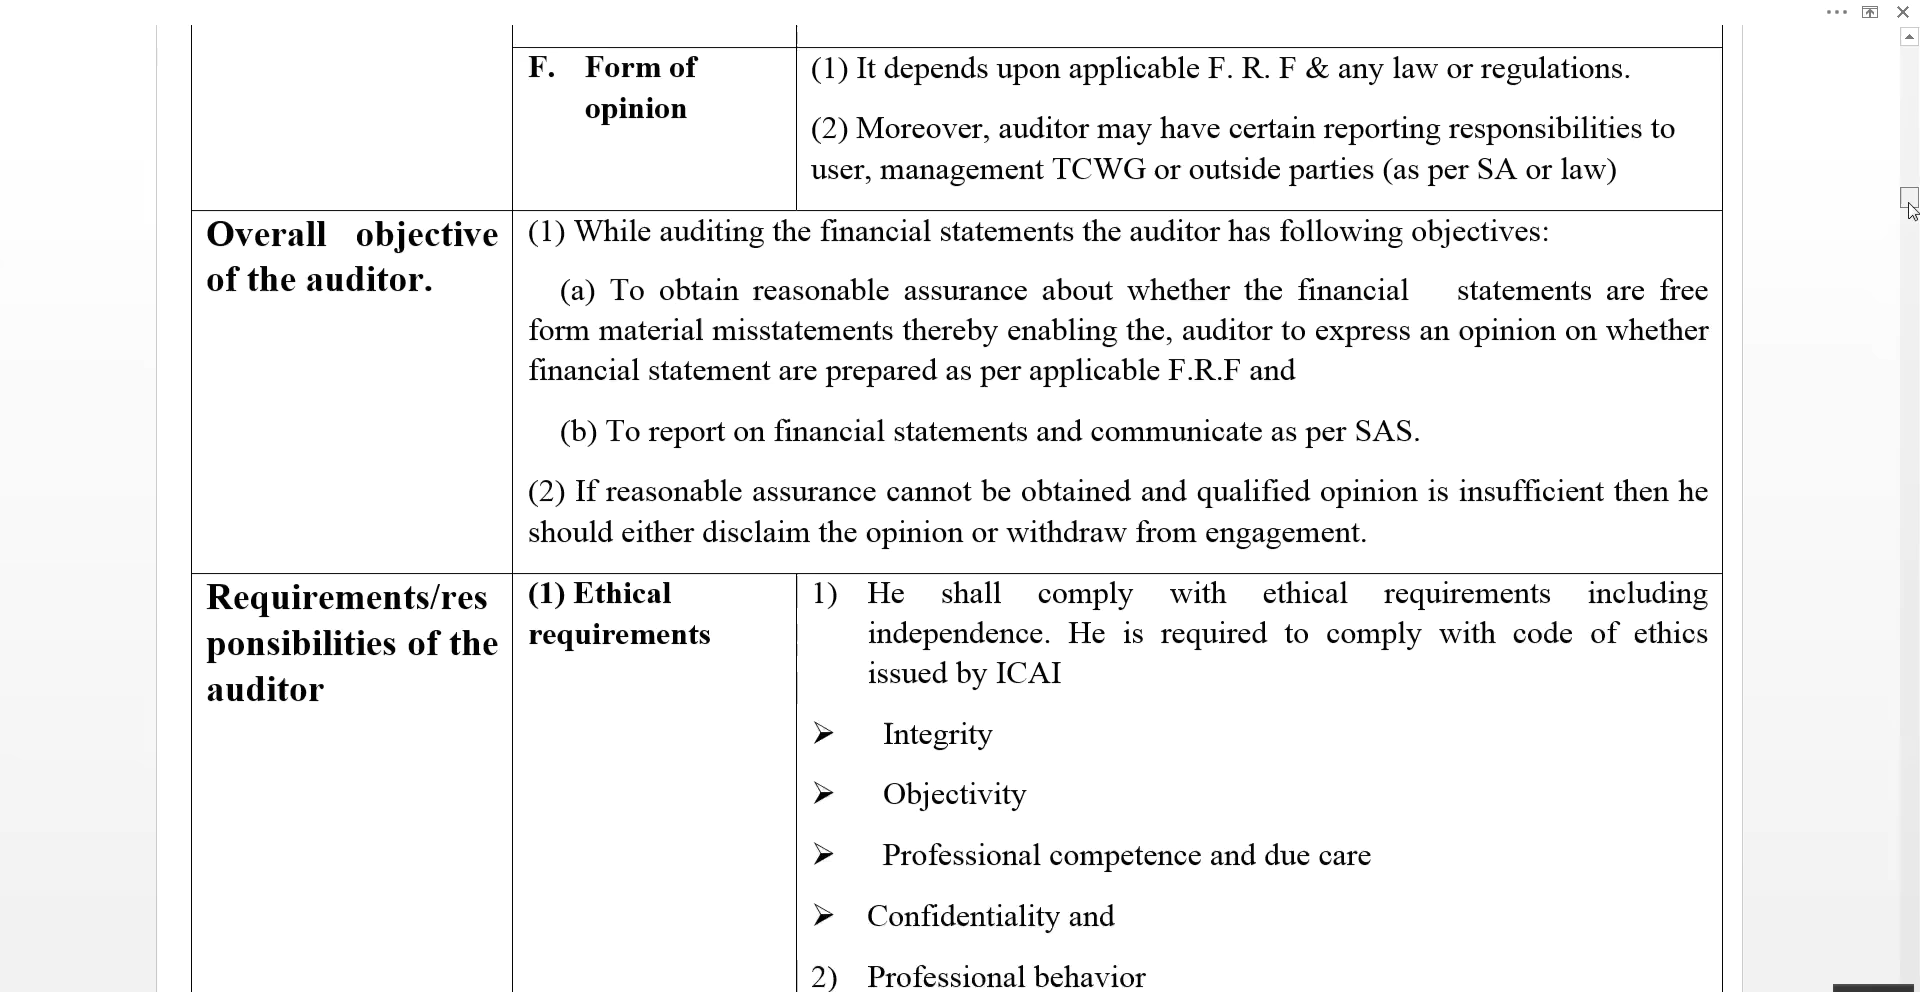 F. Form of
opinion
(1) It depends upon applicable F. R. F & any law or regulations.
(2) Moreover, auditor may have certain reporting responsibilities to
user, management TCWG or outside parties (as per SA or law)
Overall objective
of the auditor.
(1) While auditing the financial statements the auditor has following objectives:
(a) To obtain reasonable assurance about whether the financial statements are free
form material misstatements thereby enabling the, auditor to express an opinion on whether
financial statement are prepared as per applicable F.R.F and
(b) To report on financial statements and communicate as per SAS.
(2) If reasonable assurance cannot be obtained and qualified opinion is insufficient then he
should either disclaim the opinion or withdraw from engagement.
Requirements/res
ponsibilities of the
auditor
(1) Ethical
requirements
1) He shall comply with ethical requirements including
independence. He is required to comply with code of ethics
issued by ICAI
➢ Integrity
➢ Objectivity
➢ Professional competence and due care
➢ Confidentiality and
2) Professional behavior